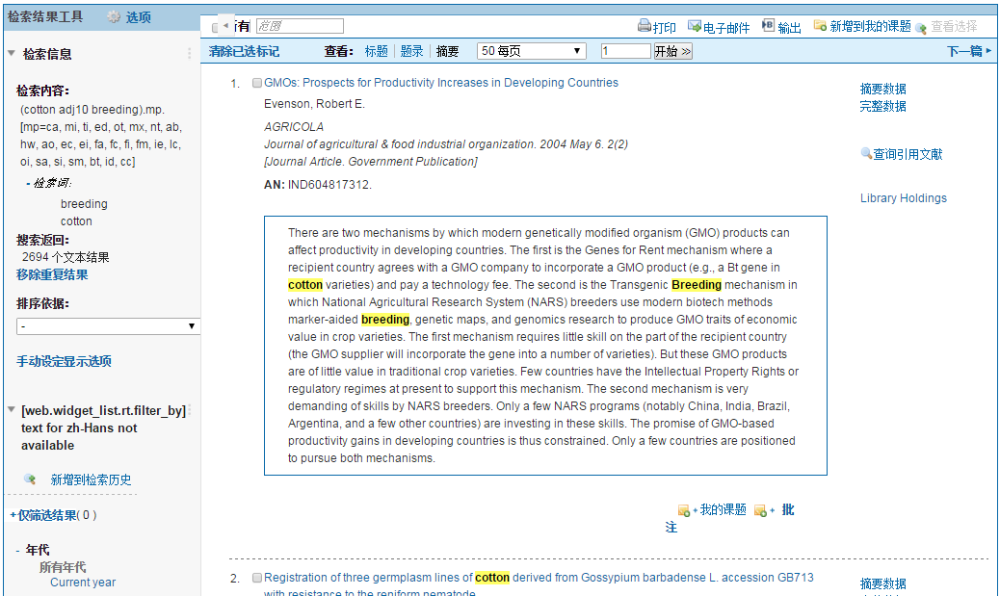 检索结果工具 选项
有 范围
打印 电子邮件 输出 新增到我的课题 查看选择
清除已选标记 查看: 标题 | 题录 | 摘要 50 每页 1 开始 >> 下一篇
检索信息
检索内容:
(cotton adj10 breeding).mp.
[mp=ca, mi, ti, ed, ot, mx, nt, ab,
hw, ao, ec, ei, fa, fc, fi, fm, ie, lc,
oi, sa, si, sm, bt, id, cc]
- 检索词:
breeding
cotton
搜索返回:
2694 个文本结果
移除重复结果
排序依据:
-
手动设定显示选项
[web.widget_list.rt.filter_by]
text for zh-Hans not
available
新增到检索历史
+仅筛选结果( 0 )
- 年代
所有年代
Current year
1. GMOs: Prospects for Productivity Increases in Developing Countries
Evenson, Robert E.
AGRICOLA
Journal of agricultural & food industrial organization. 2004 May 6. 2(2)
[Journal Article. Government Publication]
AN: IND604817312.
There are two mechanisms by which modern genetically modified organism (GMO) products can
affect productivity in developing countries. The first is the Genes for Rent mechanism where a
recipient country agrees with a GMO company to incorporate a GMO product (e.g., a Bt gene in
cotton varieties) and pay a technology fee. The second is the Transgenic Breeding mechanism in
which National Agricultural Research System (NARS) breeders use modern biotech methods
marker-aided breeding, genetic maps, and genomics research to produce GMO traits of economic
value in crop varieties. The first mechanism requires little skill on the part of the recipient country
(the GMO supplier will incorporate the gene into a number of varieties). But these GMO products
are of little value in traditional crop varieties. Few countries have the Intellectual Property Rights or
regulatory regimes at present to support this mechanism. The second mechanism is very
demanding of skills by NARS breeders. Only a few NARS programs (notably China, India, Brazil,
Argentina, and a few other countries) are investing in these skills. The promise of GMO-based
productivity gains in developing countries is thus constrained. Only a few countries are positioned
to pursue both mechanisms.
+我的课题 + 批
注
摘要数据
完整数据
查询引用文献
Library Holdings
2. Registration of three germplasm lines of cotton derived from Gossypium barbadense L. accession GB713
with resistance to the reniform nematode
摘要数据